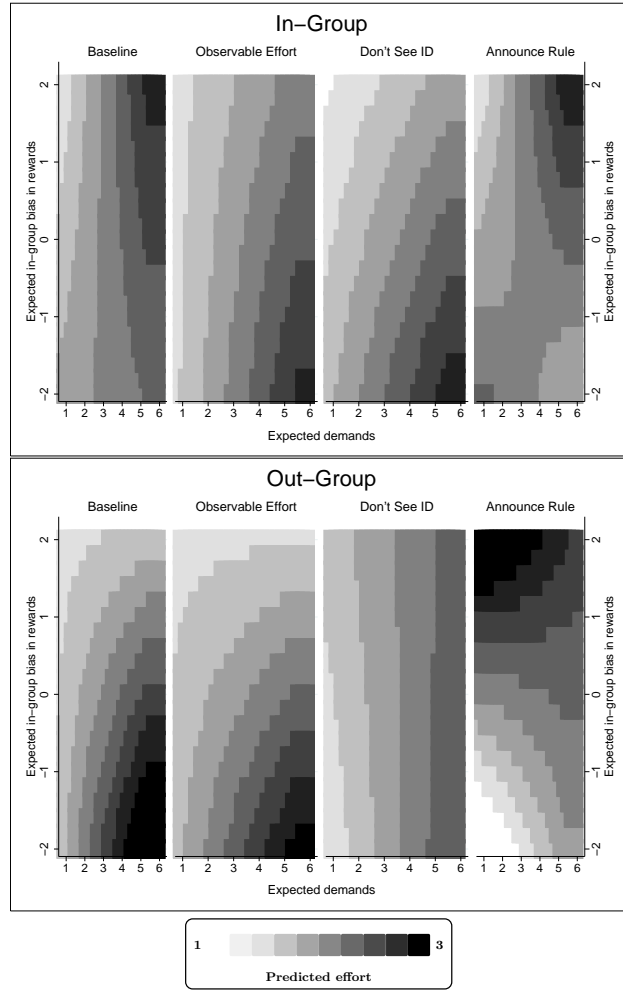 In−Group
Baseline Observable Effort Don't See ID Announce Rule
Expected in−group bias in rewards
2
1
0
−1
−2
1 2 3 4 5 6 1 2 3 4 5 6 1 2 3 4 5 6 1 2 3 4 5 6
2
1
0
−1
−2
Expected in−group bias in rewards
Expected demands
Out−Group
Baseline Observable Effort Don't See ID Announce Rule
Expected in−group bias in rewards
2
1
0
−1
−2
1 2 3 4 5 6 1 2 3 4 5 6 1 2 3 4 5 6 1 2 3 4 5 6
2
1
0
−1
−2
Expected in−group bias in rewards
Expected demands
1 3
Predicted effort